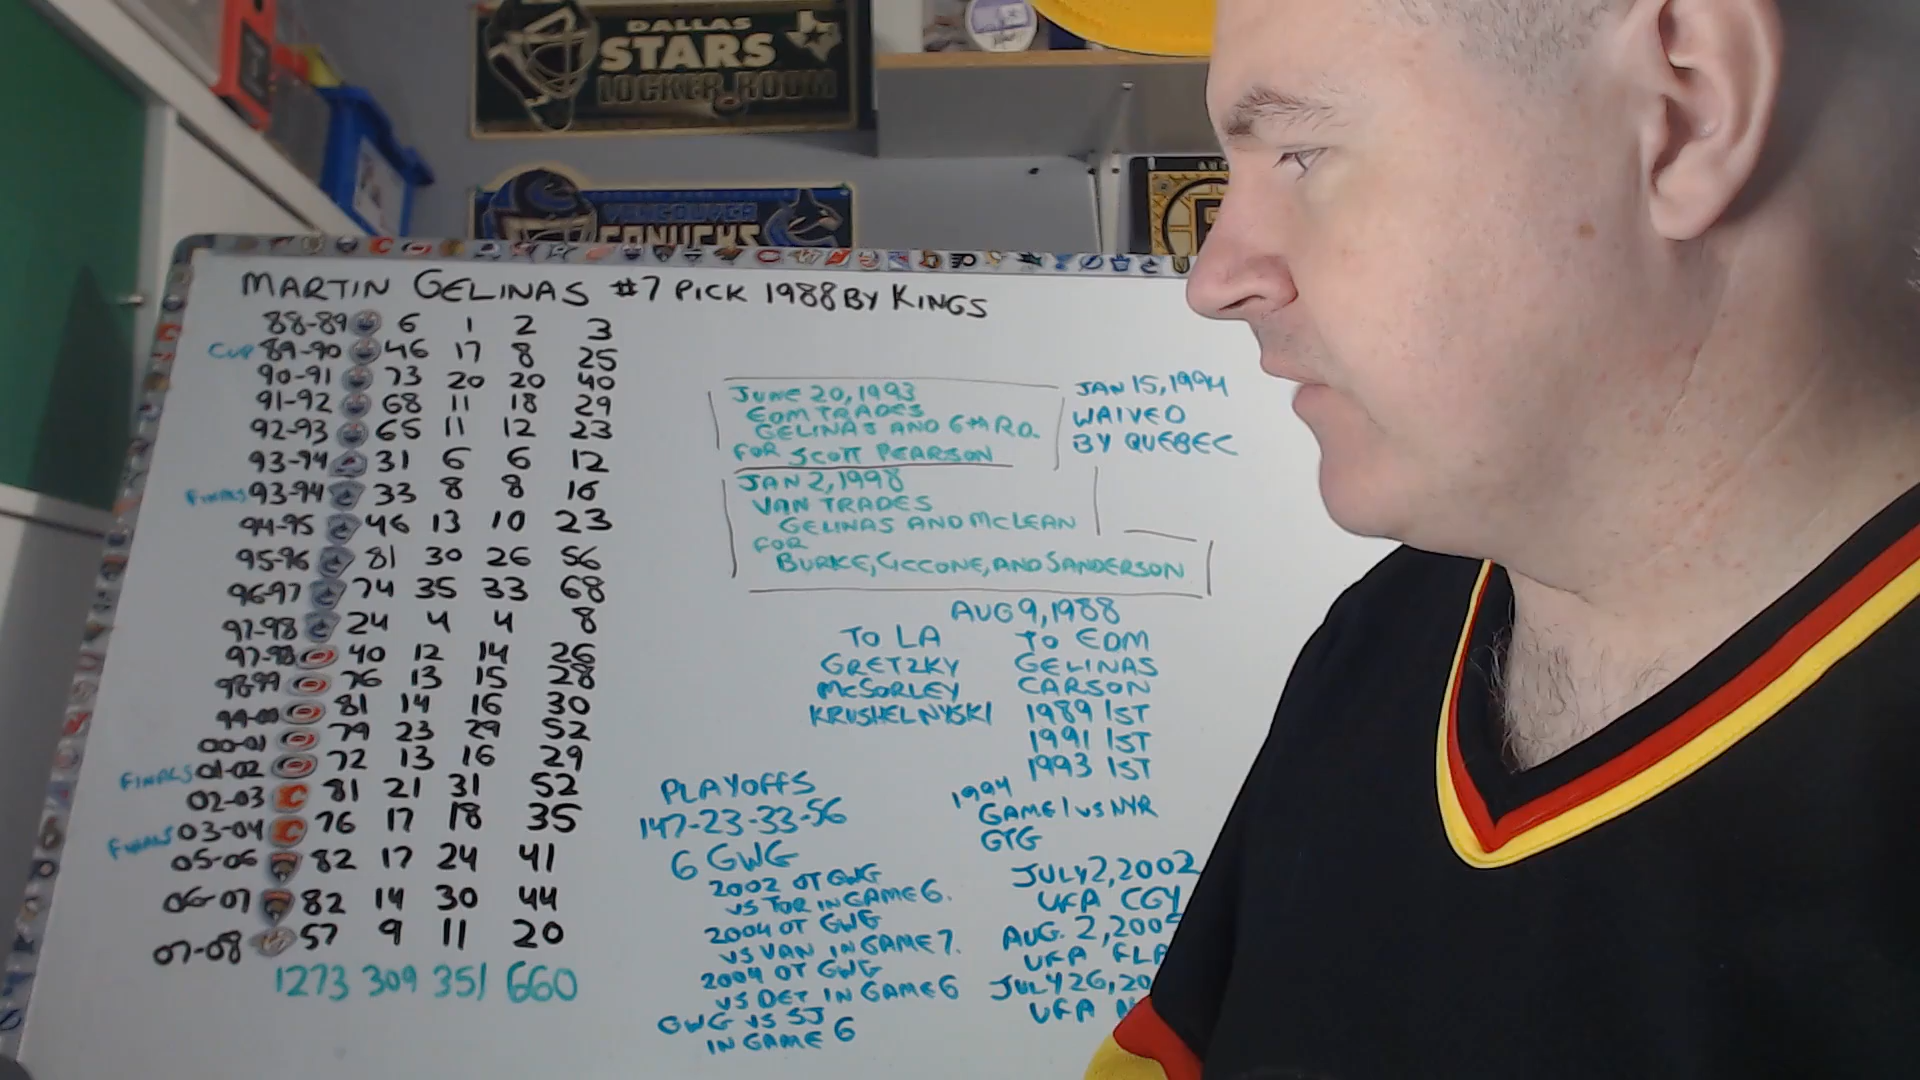 DALLAS
STARS
LOCKER ROOM
VANCOUVER
CANUCKS
MARTIN GELINAS #7 PICK 1988 BY KINGS
88-89 6 1 2 3
CUP 89-90 46 17 8 25
90-91 73 20 20 40
91-92 68 11 18 29
92-93 65 11 12 23
93-94 31 6 6 12
FINALS 93-94 33 8 8 16
94-95 46 13 10 23
95-96 81 30 26 56
96-97 74 35 33 68
97-98 24 4 4 8
97-98 40 12 14 26
98-99 76 13 15 28
99-00 81 14 16 30
00-01 79 23 29 52
FINALS 01-02 72 13 16 29
02-03 81 21 31 52
FINALS 03-04 76 17 18 35
05-06 82 17 24 41
06-07 82 14 30 44
07-08 57 9 11 20
1273 309 351 660
JUNE 20, 1993
EDM TRADES
GELINAS AND 6TH RD.
FOR SCOTT PEARSON
JAN 15, 1994
WAIVED
BY QUEBEC
JAN 2, 1998
VAN TRADES
GELINAS AND MCLEAN
FOR
BURKE, CICCONE, AND SANDERSON
AUG 9, 1988
TO LA
GRETZKY
MCSORLEY
KRUSHELNYSKI
TO EDM
GELINAS
CARSON
1989 1ST
1991 1ST
1993 1ST
PLAYOFFS
147-23-33-56
6 GWG
2002 OT GWG
VS TOR IN GAME 6.
2004 OT GWG
VS VAN IN GAME 7.
2004 OT GWG
VS DET IN GAME 6
GWG VS SJ
IN GAME 6
1994
GAME 1 VS NYR
GTG
JULY 2, 2002
UFA CGY
AUG. 2, 200
UFA FLA
JULY 26, 20
UFA